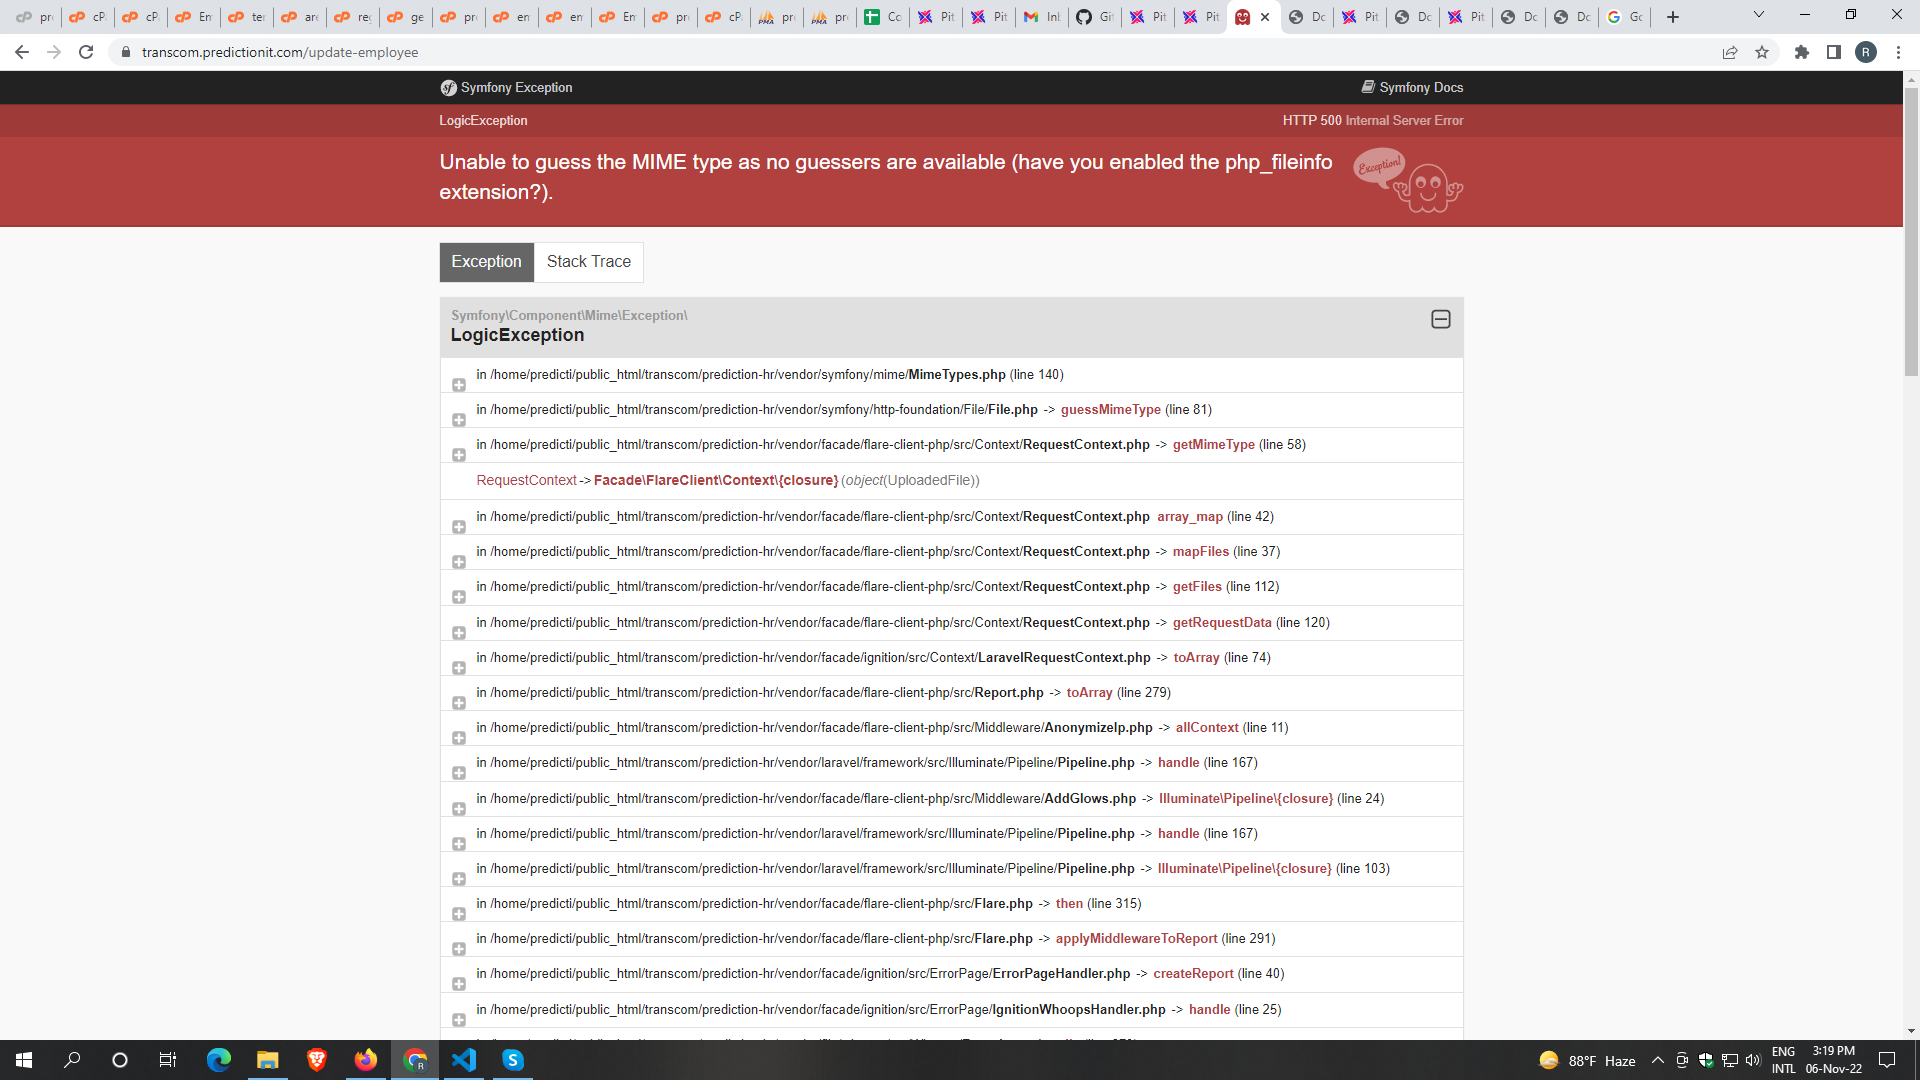 pr
cP
cP
Em
ter
are
reg
ge
pro
em
em
Em
pro
cP
pro
pro
Co
Pit
Pit
Inb
Git
Pit
Pit
Do
Pit
Do
Pit
Do
Do
Go
transcom.predictionit.com/update-employee
R
Symfony Exception
Symfony Docs
LogicException
HTTP 500 Internal Server Error
Unable to guess the MIME type as no guessers are available (have you enabled the php_fileinfo
extension?).
Exception!
Exception
Stack Trace
Symfony\Component\Mime\Exception\
LogicException
in /home/predicti/public_html/transcom/prediction-hr/vendor/symfony/mime/MimeTypes.php (line 140)
in /home/predicti/public_html/transcom/prediction-hr/vendor/symfony/http-foundation/File/File.php -> guessMimeType (line 81)
in /home/predicti/public_html/transcom/prediction-hr/vendor/facade/flare-client-php/src/Context/RequestContext.php -> getMimeType (line 58)
RequestContext->Facade\FlareClient\Context\{closure}(object(UploadedFile))
in /home/predicti/public_html/transcom/prediction-hr/vendor/facade/flare-client-php/src/Context/RequestContext.php array_map (line 42)
in /home/predicti/public_html/transcom/prediction-hr/vendor/facade/flare-client-php/src/Context/RequestContext.php -> mapFiles (line 37)
in /home/predicti/public_html/transcom/prediction-hr/vendor/facade/flare-client-php/src/Context/RequestContext.php -> getFiles (line 112)
in /home/predicti/public_html/transcom/prediction-hr/vendor/facade/flare-client-php/src/Context/RequestContext.php -> getRequestData (line 120)
in /home/predicti/public_html/transcom/prediction-hr/vendor/facade/ignition/src/Context/LaravelRequestContext.php -> toArray (line 74)
in /home/predicti/public_html/transcom/prediction-hr/vendor/facade/flare-client-php/src/Report.php -> toArray (line 279)
in /home/predicti/public_html/transcom/prediction-hr/vendor/facade/flare-client-php/src/Middleware/AnonymizeIp.php -> allContext (line 11)
in /home/predicti/public_html/transcom/prediction-hr/vendor/laravel/framework/src/Illuminate/Pipeline/Pipeline.php -> handle (line 167)
in /home/predicti/public_html/transcom/prediction-hr/vendor/facade/flare-client-php/src/Middleware/AddGlows.php -> Illuminate\Pipeline\{closure} (line 24)
in /home/predicti/public_html/transcom/prediction-hr/vendor/laravel/framework/src/Illuminate/Pipeline/Pipeline.php -> handle (line 167)
in /home/predicti/public_html/transcom/prediction-hr/vendor/laravel/framework/src/Illuminate/Pipeline/Pipeline.php -> Illuminate\Pipeline\{closure} (line 103)
in /home/predicti/public_html/transcom/prediction-hr/vendor/facade/flare-client-php/src/Flare.php -> then (line 315)
in /home/predicti/public_html/transcom/prediction-hr/vendor/facade/flare-client-php/src/Flare.php -> applyMiddlewareToReport (line 291)
in /home/predicti/public_html/transcom/prediction-hr/vendor/facade/ignition/src/ErrorPage/ErrorPageHandler.php -> createReport (line 40)
in /home/predicti/public_html/transcom/prediction-hr/vendor/facade/ignition/src/ErrorPage/IgnitionWhoopsHandler.php -> handle (line 25)
88°F Haze
ENG
INTL
3:19 PM
06-Nov-22